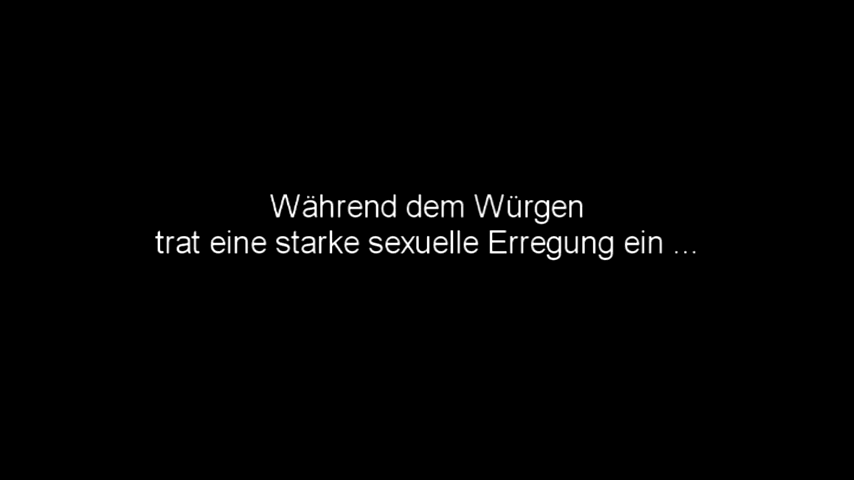 Während dem Würgen
trat eine starke sexuelle Erregung ein ...